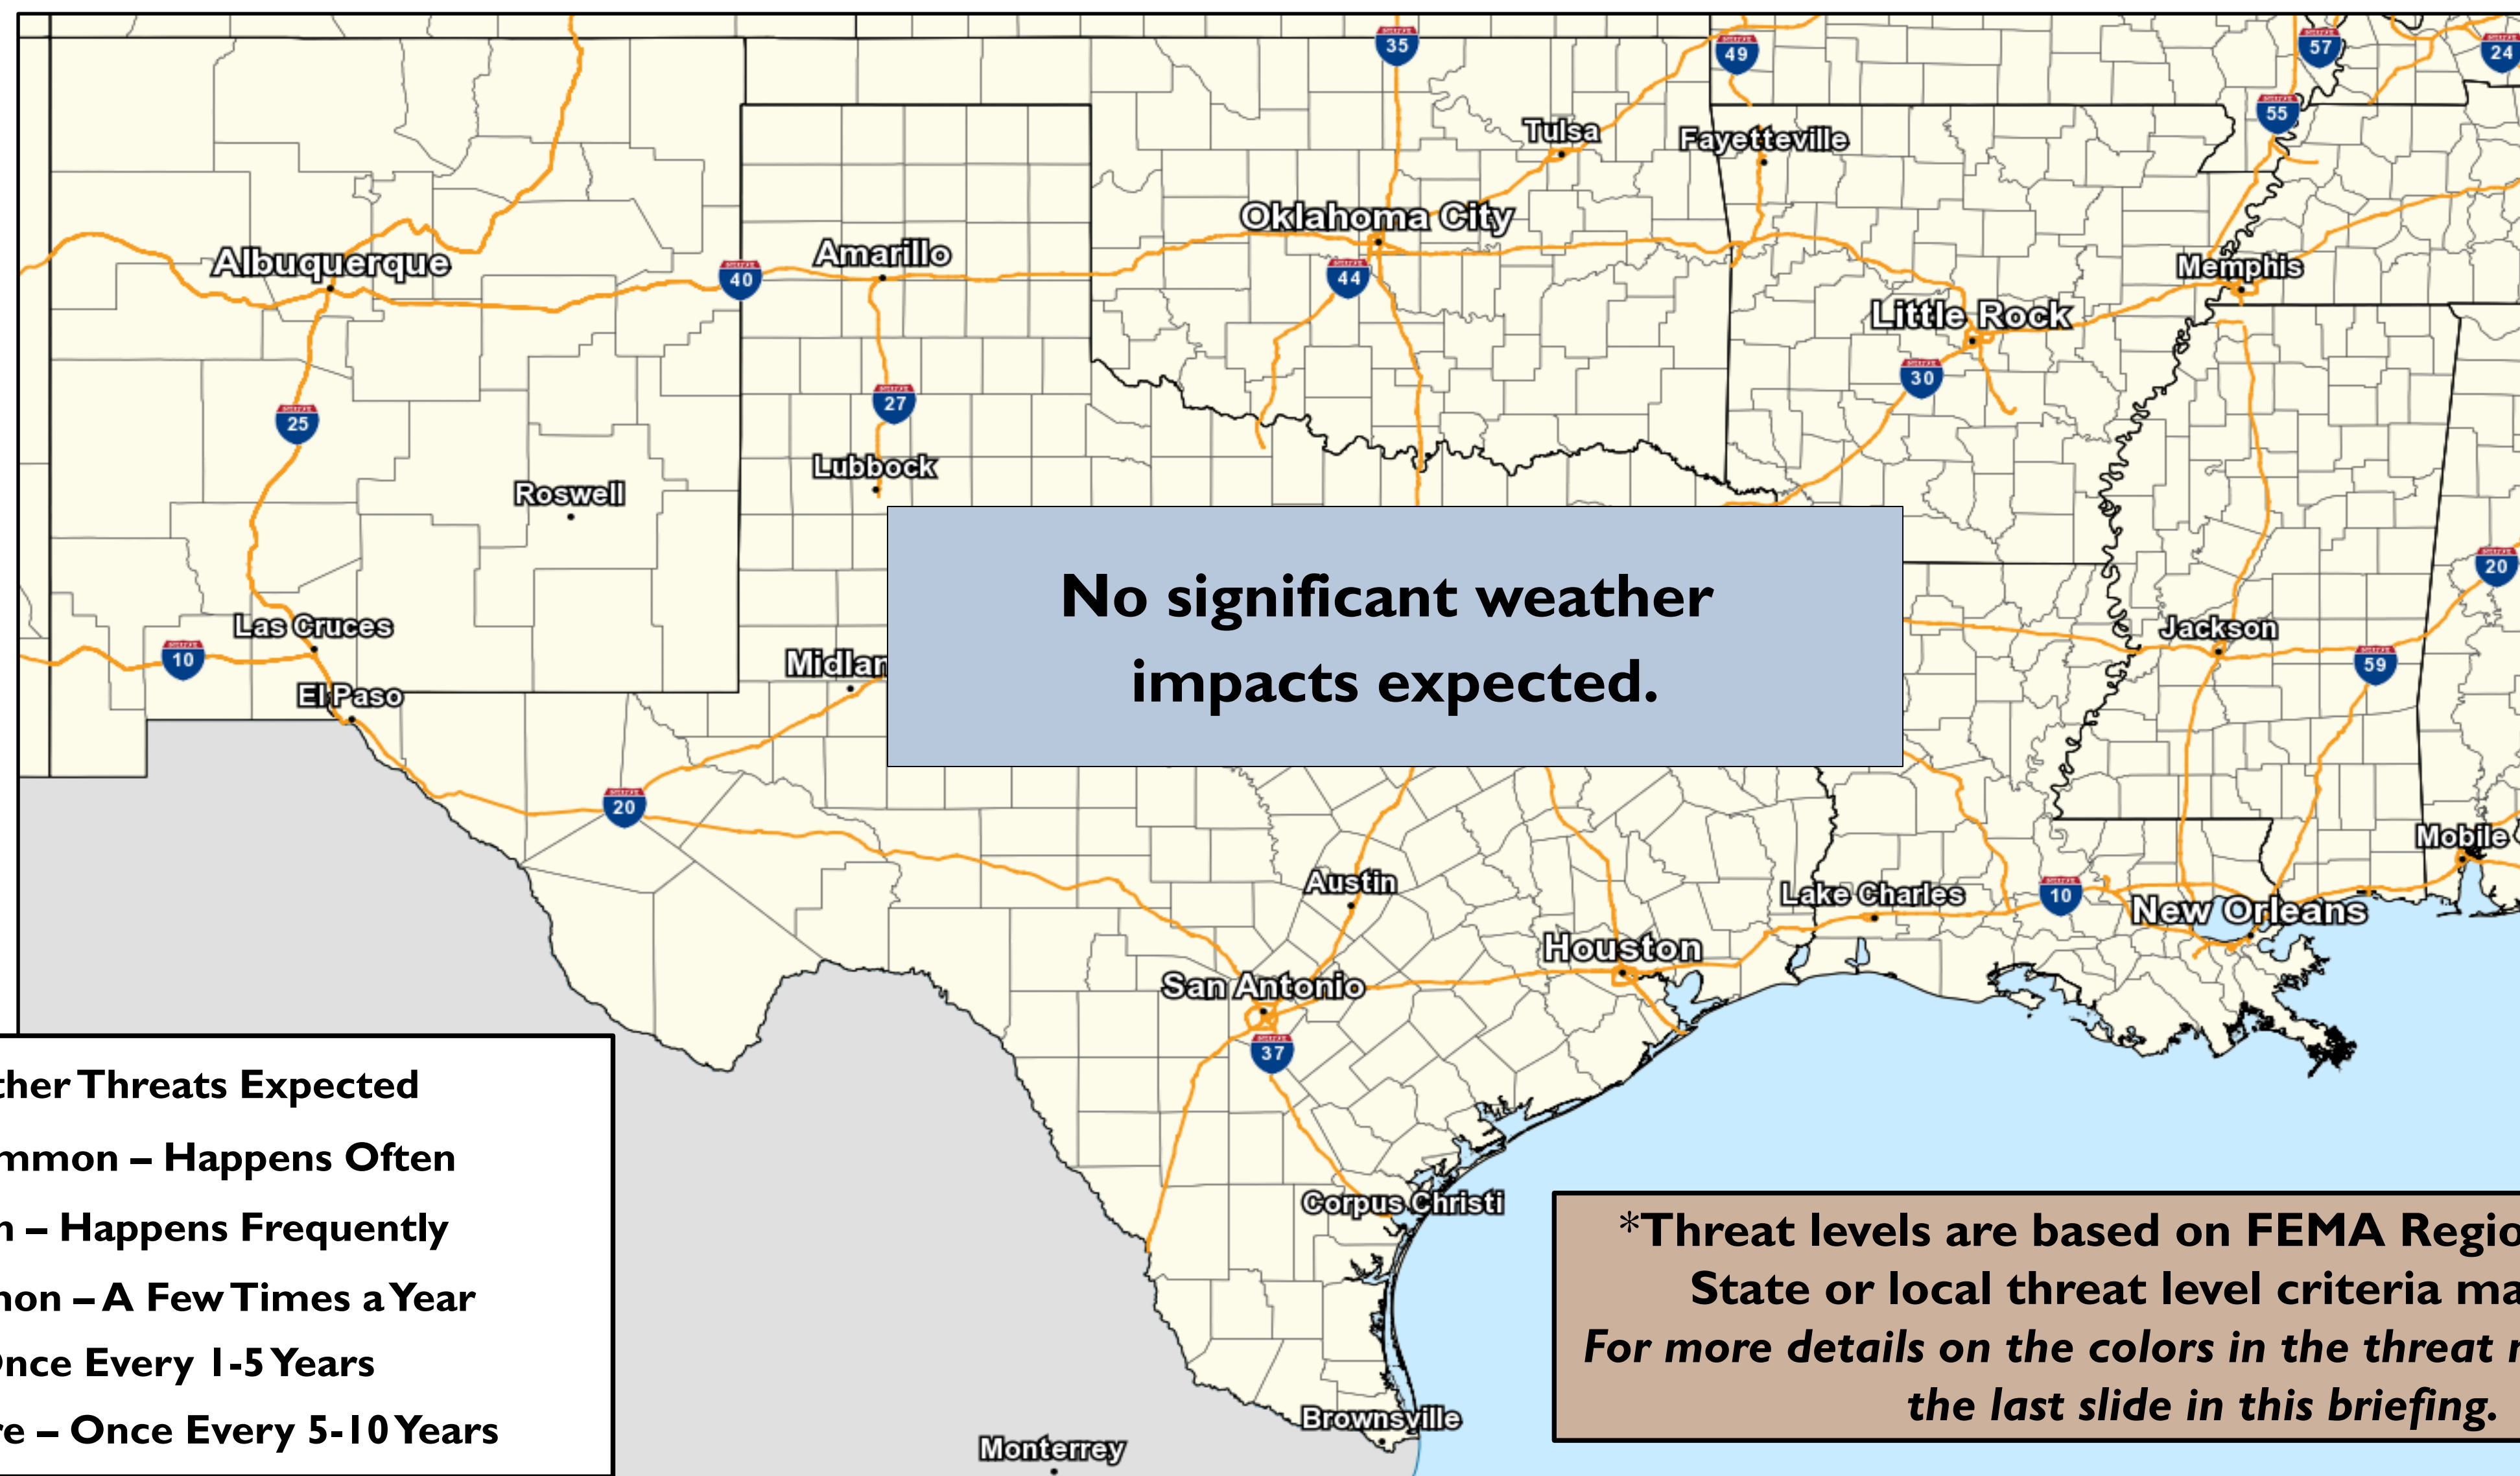 35
49
57
24
55
Tulsa
Fayetteville
Oklahoma City
Albuquerque
Amarillo
40
44
Memphis
Little Rock
30
27
25
Lubbock
Roswell
No significant weather
impacts expected.
20
Las Cruces
10
Midlan
Jackson
59
El Paso
20
Mobile
Austin
Lake Charles
10
New Orleans
Houston
San Antonio
37
ther Threats Expected
mmon – Happens Often
n – Happens Frequently
mon – A Few Times a Year
Once Every 1-5 Years
re – Once Every 5-10 Years
Corpus Christi
*Threat levels are based on FEMA Regio
State or local threat level criteria ma
For more details on the colors in the threat
the last slide in this briefing.
Brownsville
Monterrey